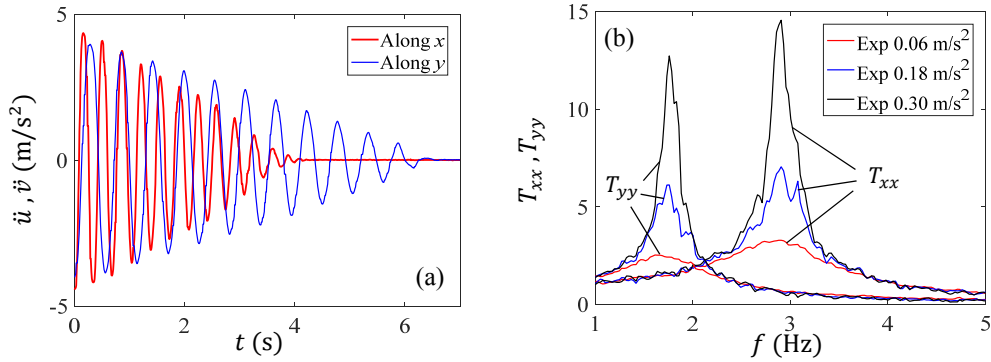 5
0
-5
0
2
4
6
ü , v̈ (m/s²)
t (s)
Along x
Along y
(a)
15
10
5
0
1
2
3
4
5
T_xx , T_yy
f (Hz)
(b)
Exp 0.06 m/s²
Exp 0.18 m/s²
Exp 0.30 m/s²
T_yy
T_xx